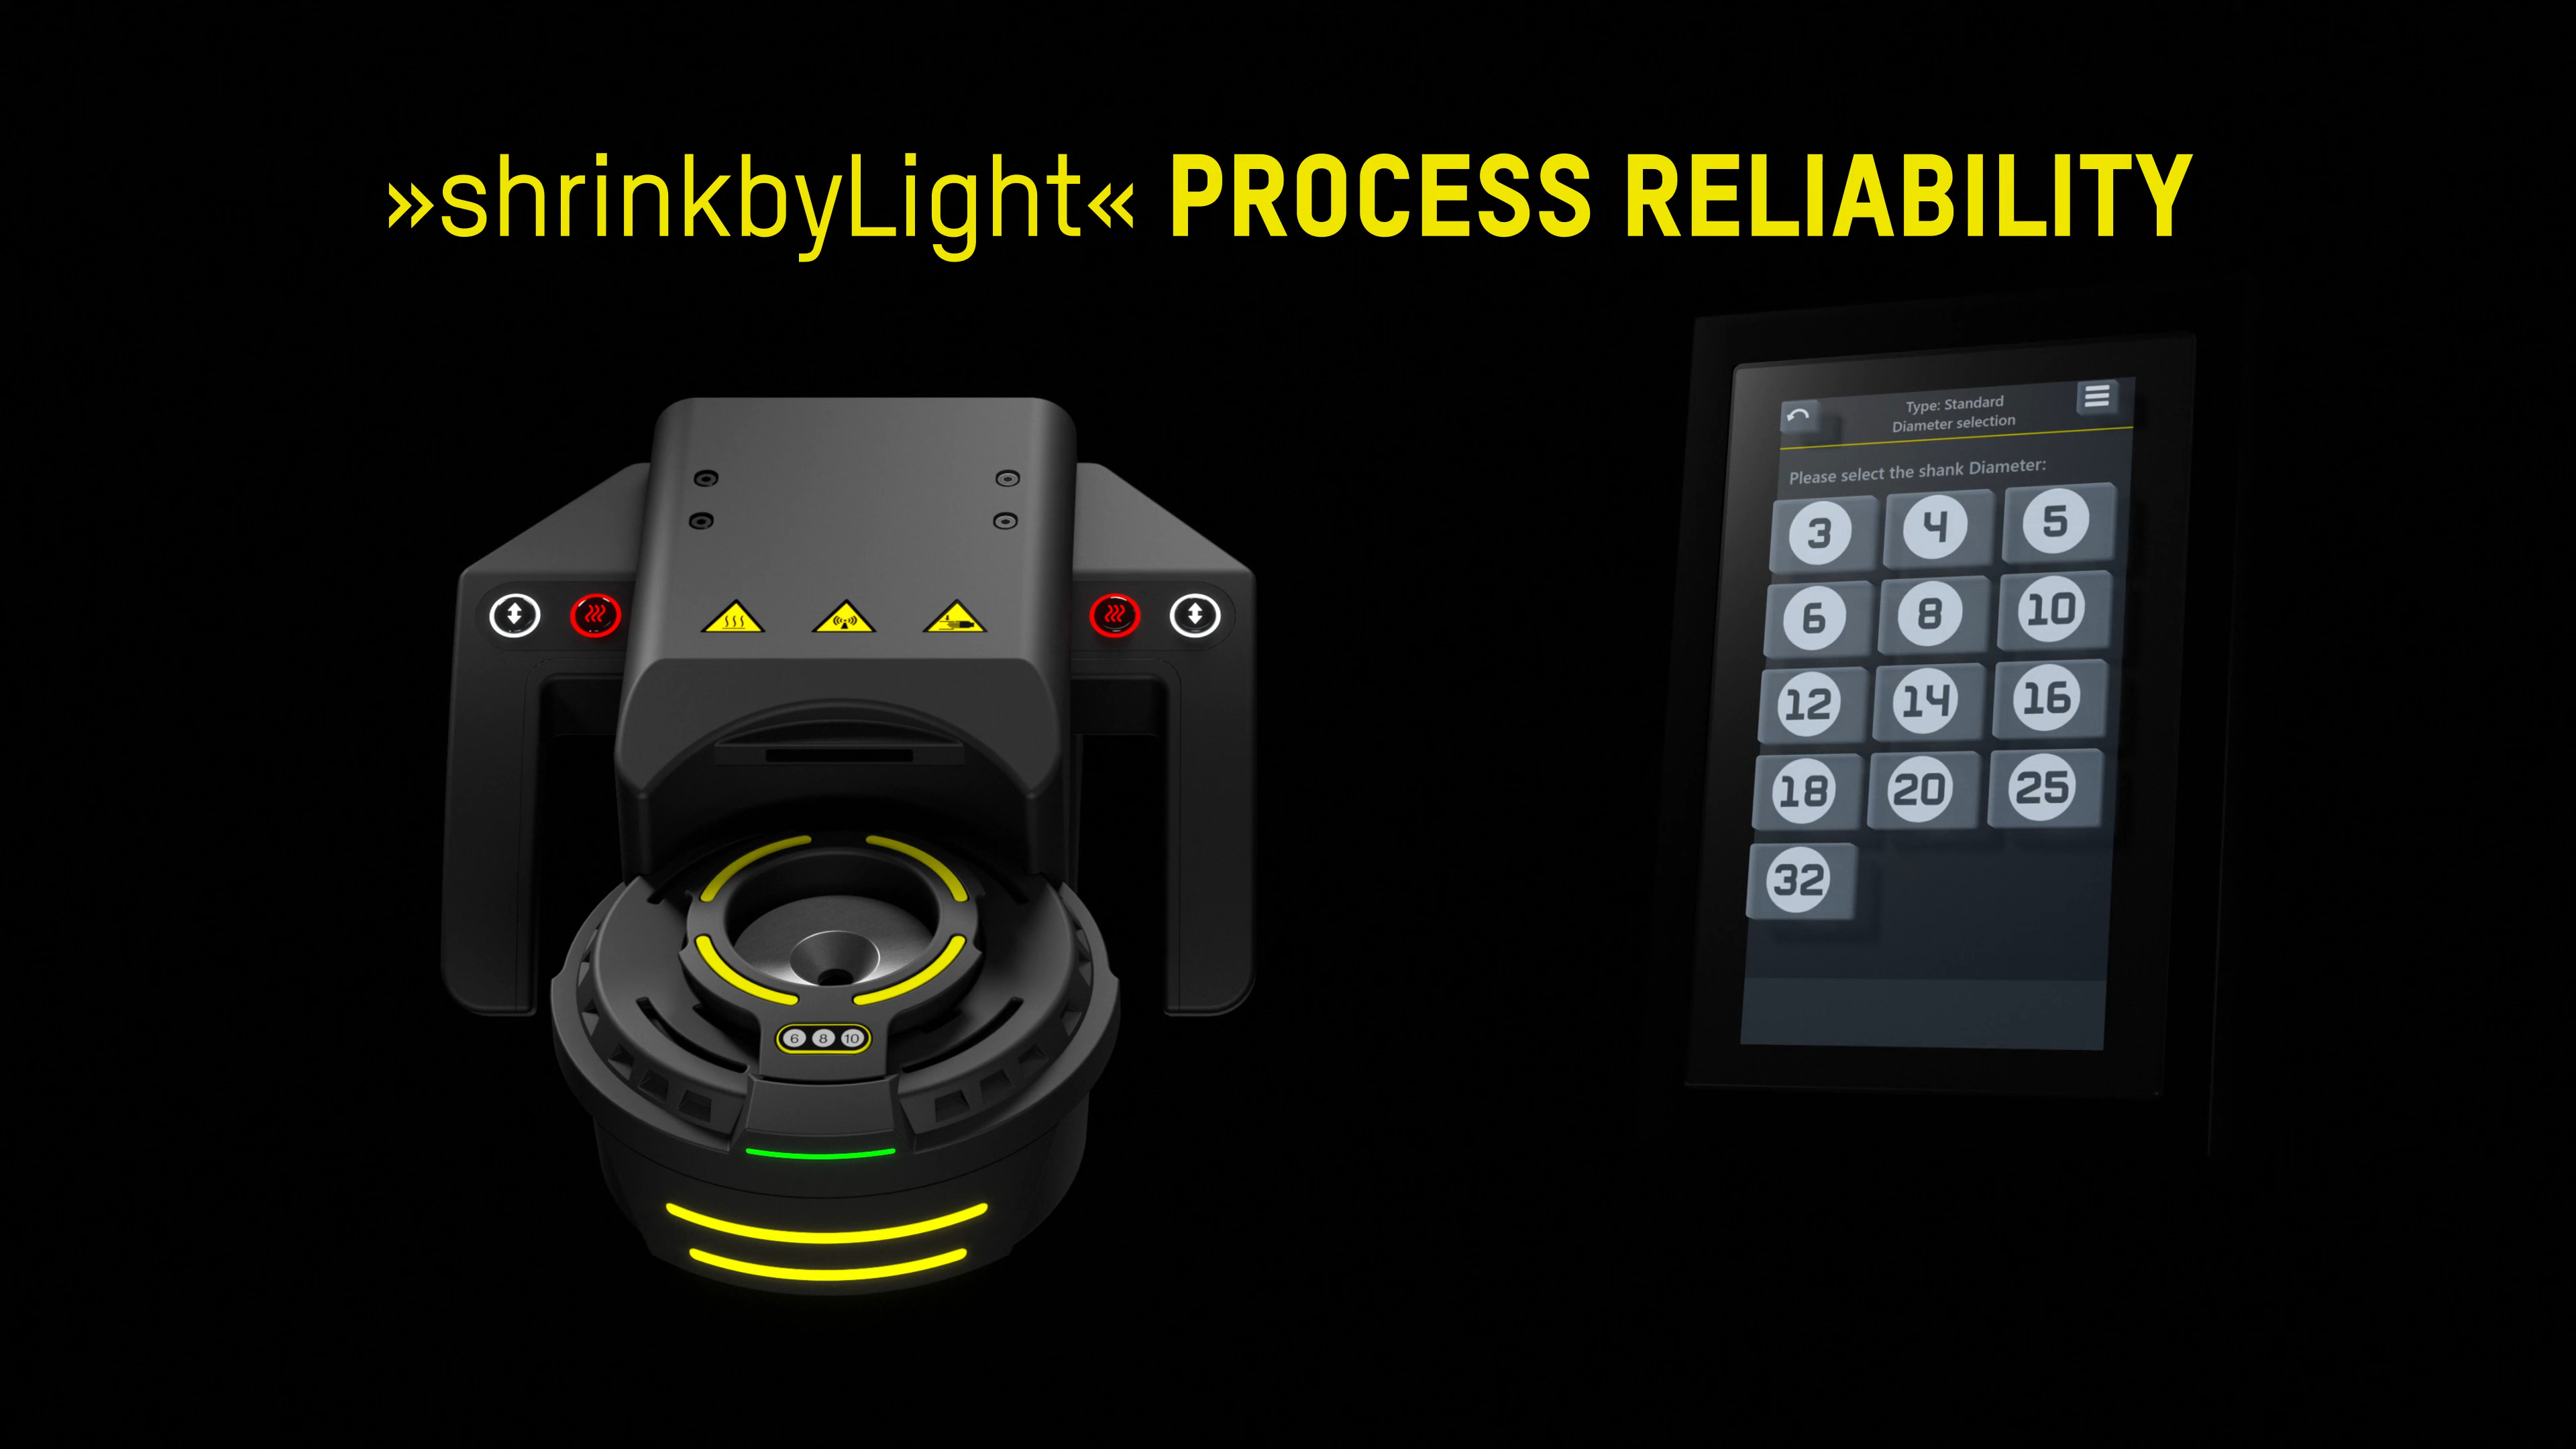 »shrinkbyLight« PROCESS RELIABILITY
Type: Standard
Diameter selection
Please select the shank Diameter:
3 4 5
6 8 10
12 14 16
18 20 25
32
6 8 10